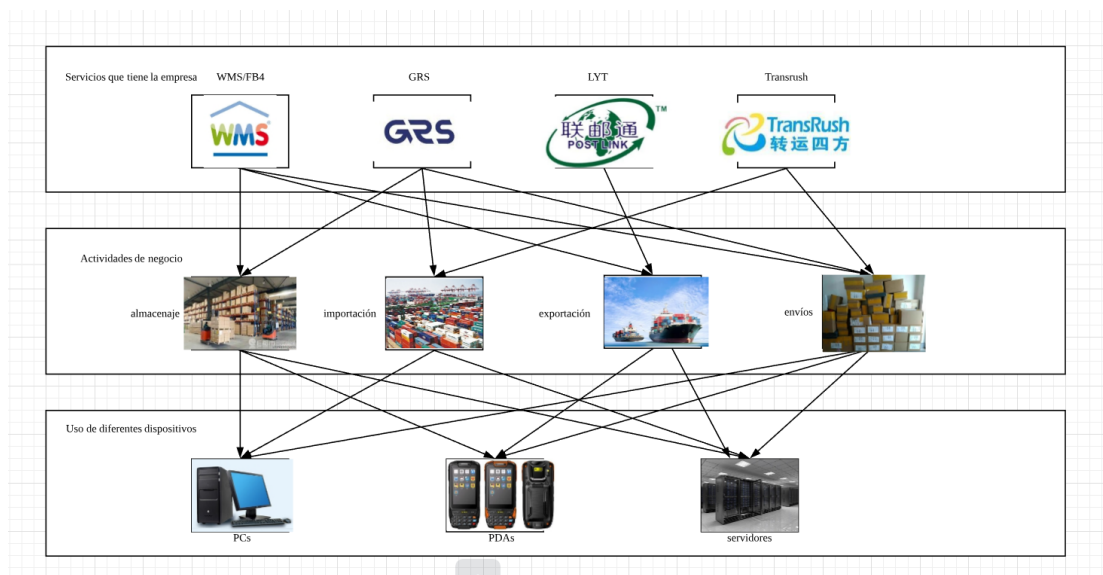 Servicios que tiene la empresa
WMS/FB4
GRS
LYT
Transrush
WMS
GRS
联邮通
POSTLINK
TM
TransRush
转运四方
Actividades de negocio
almacenaje
importación
exportación
envíos
Uso de diferentes dispositivos
PCs
PDAs
servidores